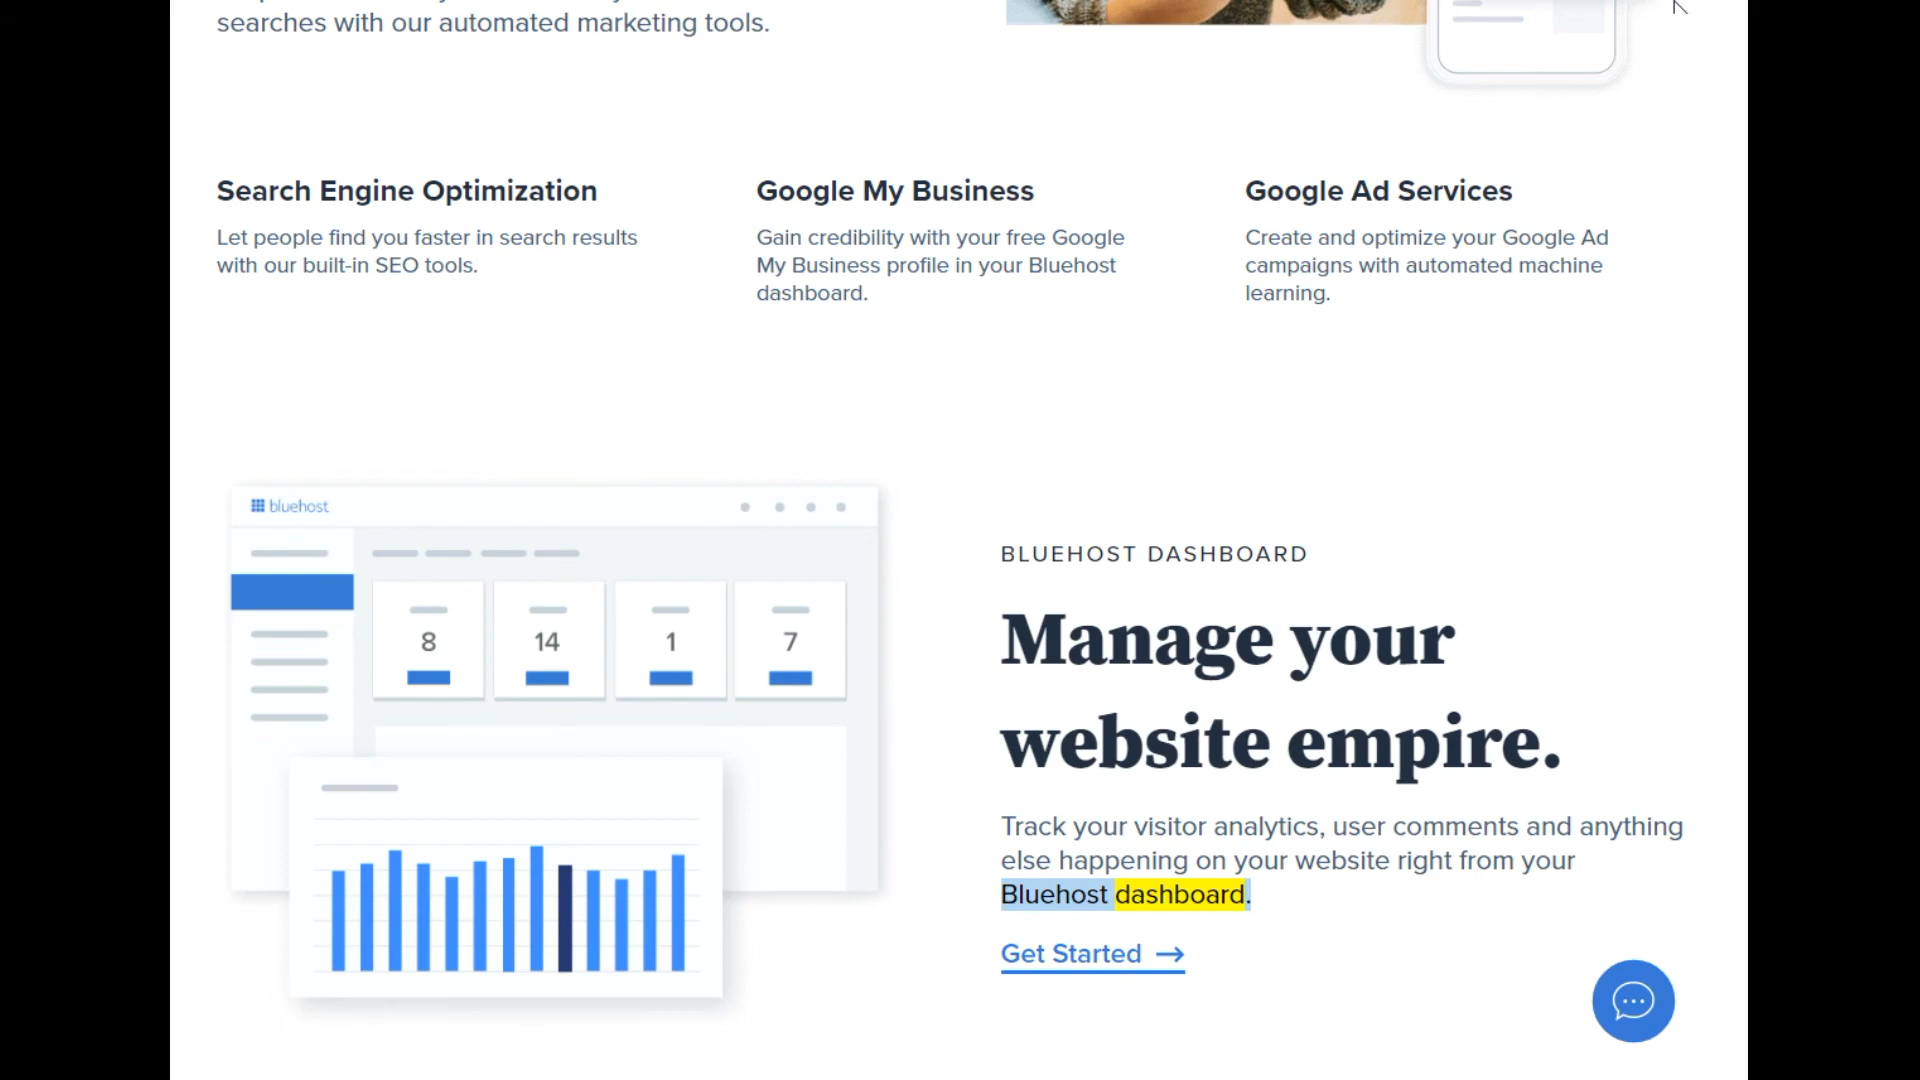 searches with our automated marketing tools.
Search Engine Optimization
Let people find you faster in search results
with our built-in SEO tools.
Google My Business
Gain credibility with your free Google
My Business profile in your Bluehost
dashboard.
Google Ad Services
Create and optimize your Google Ad
campaigns with automated machine
learning.
bluehost
8
14
1
7
BLUEHOST DASHBOARD
Manage your
website empire.
Track your visitor analytics, user comments and anything
else happening on your website right from your
Bluehost dashboard.
Get Started →